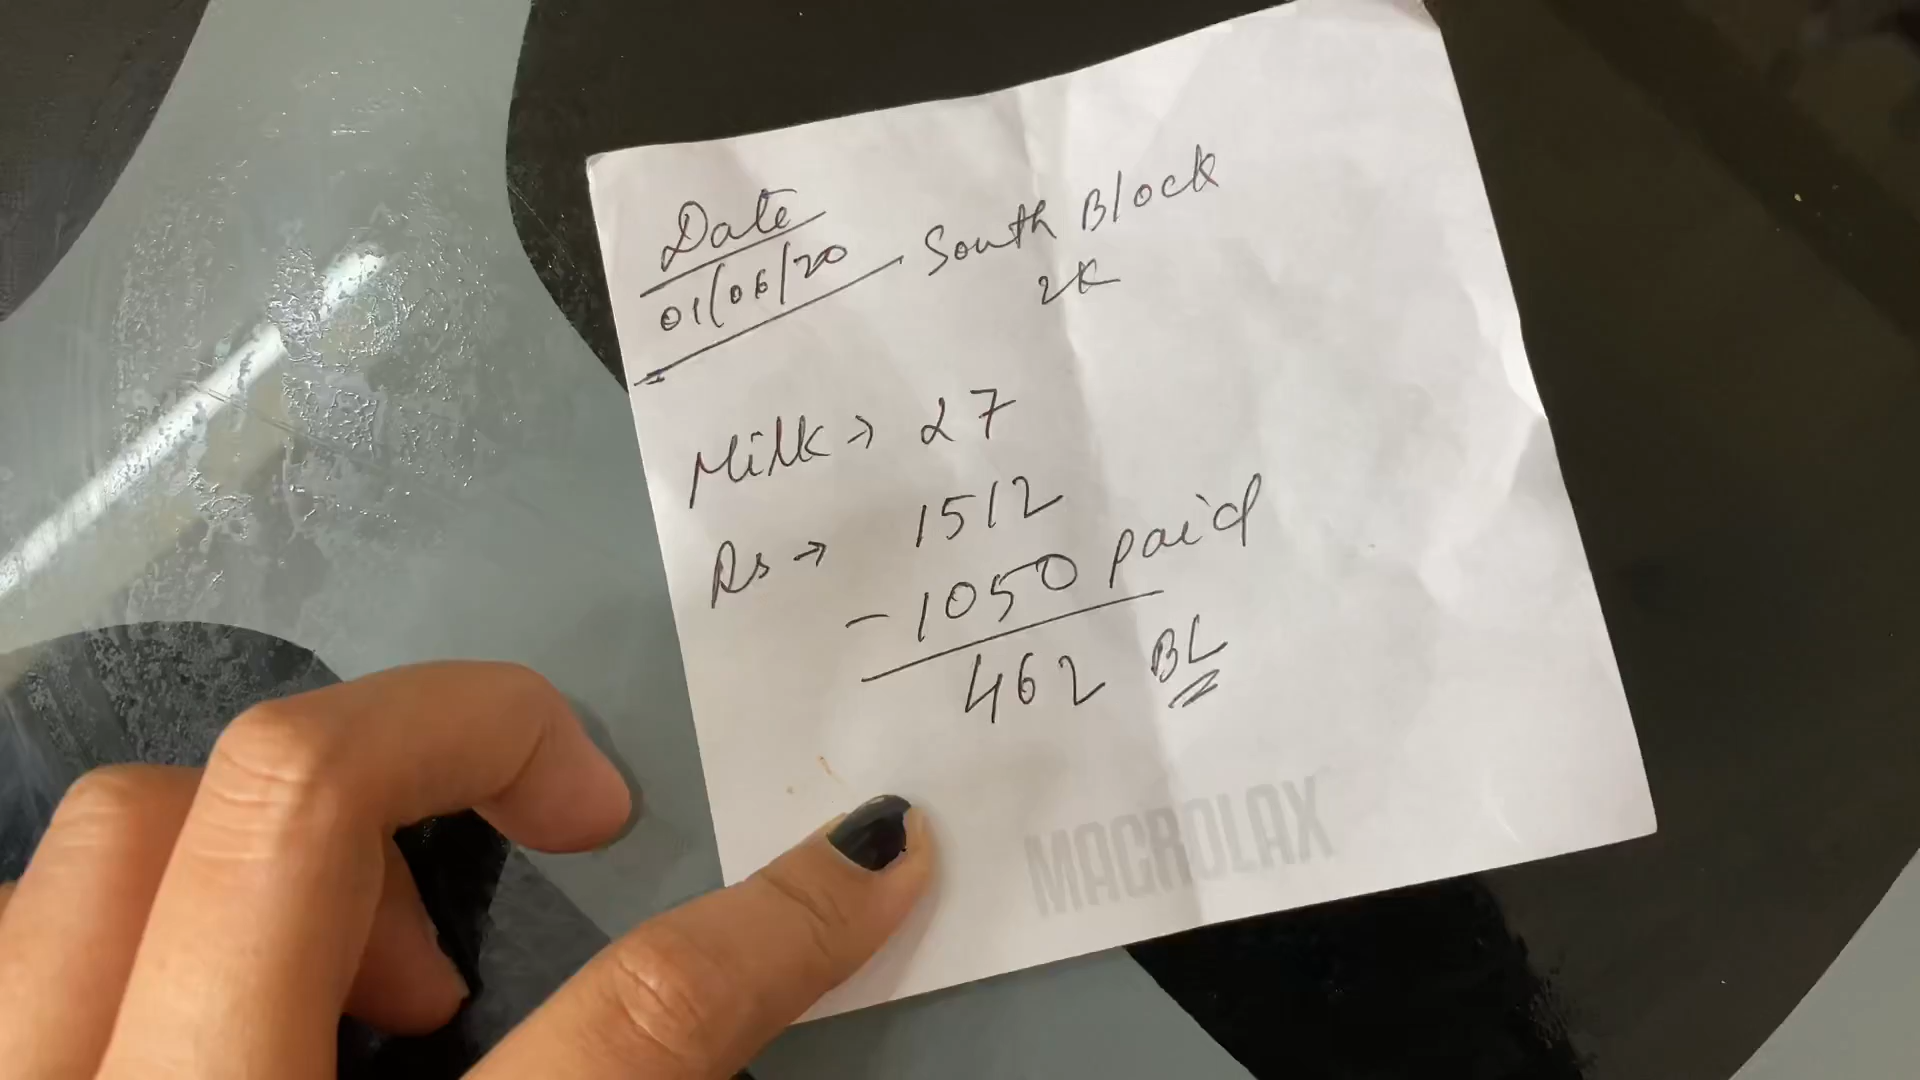 Date
01/06/20 South Block
2K
Milk → 27
Rs → 1512
- 1050 paid
462 BL
MACROLAX